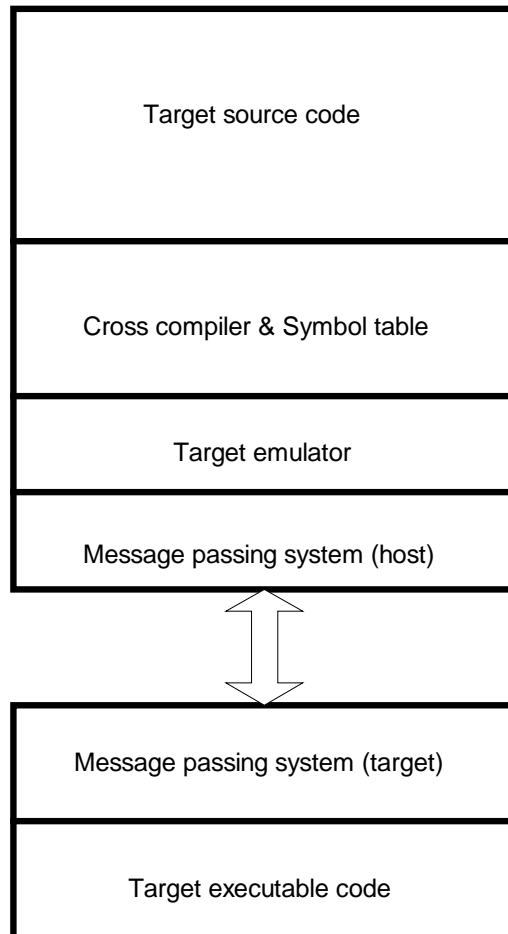 Target source code
Cross compiler & Symbol table
Target emulator
Message passing system (host)
Message passing system (target)
Target executable code